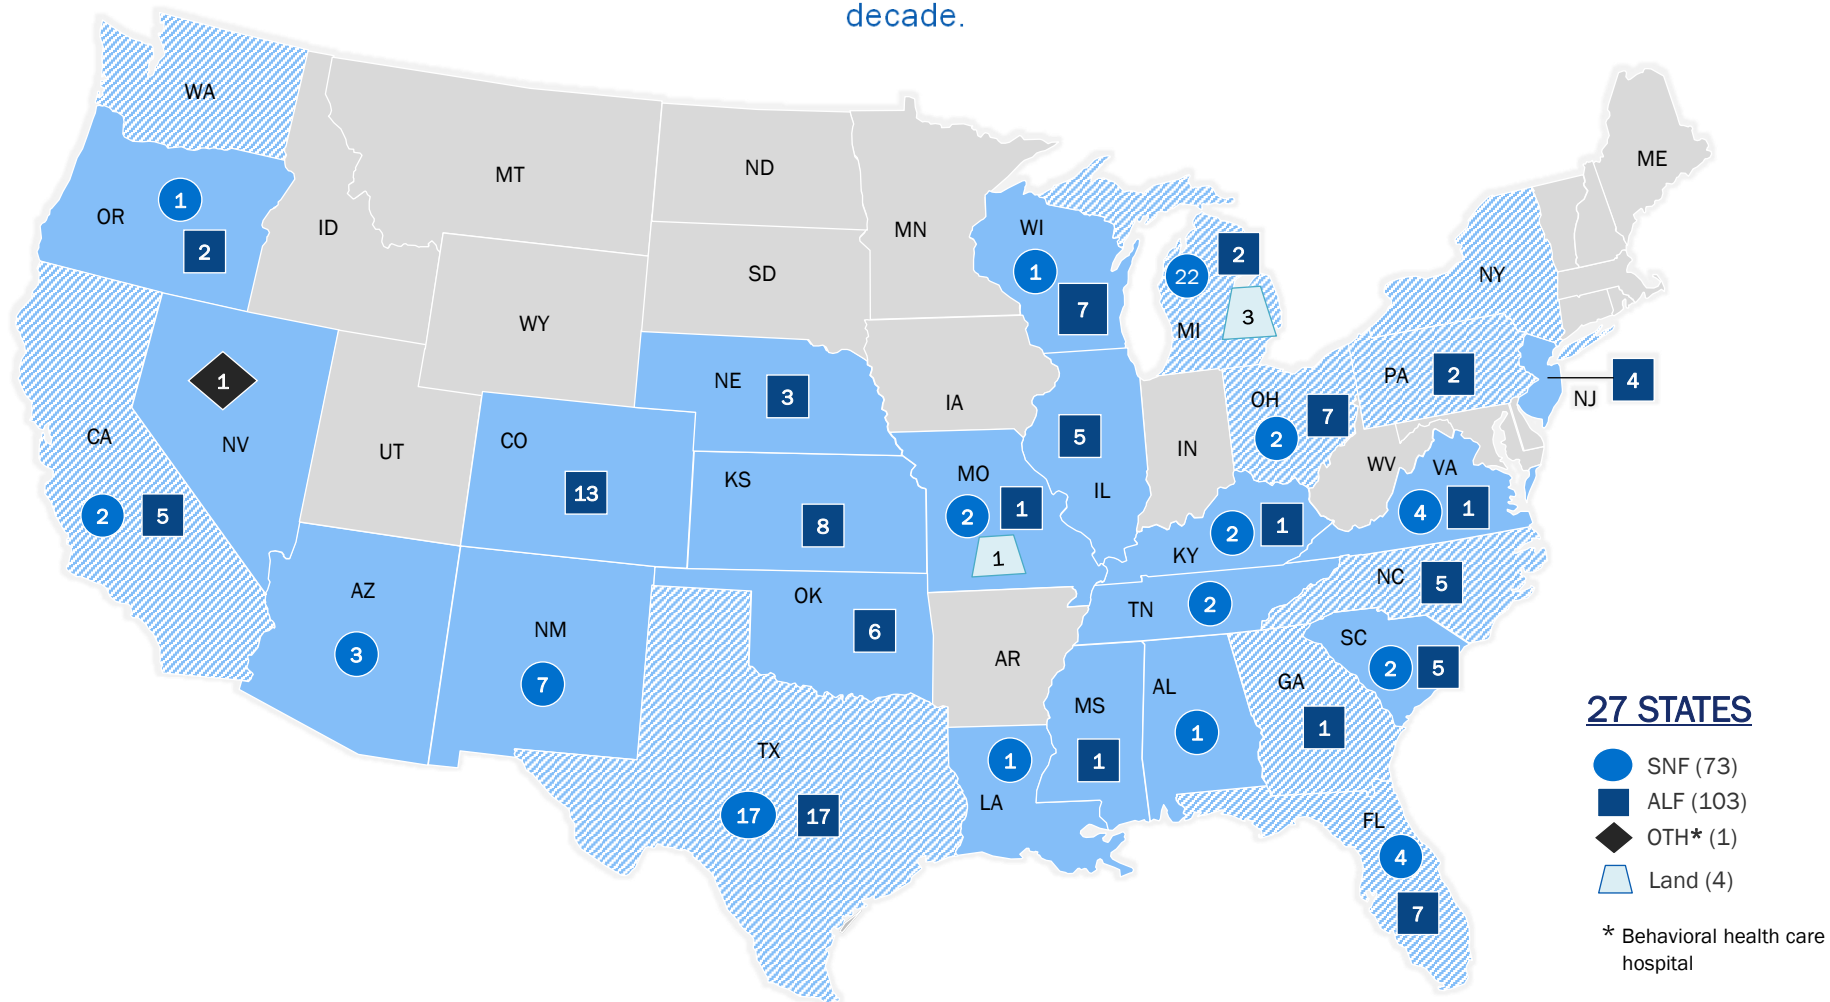 decade.
WA
ME
MT
ND
OR
1
ID
MN
WI
2
SD
1
22
2
NY
7
MI
3
WY
NE
3
1
NV
IA
PA
2
4
NJ
OH
7
2
CA
UT
CO
5
IN
WV
VA
13
KS
MO
IL
2
5
8
2
1
4
1
2
1
1
KY
AZ
OK
NC
5
NM
TN
2
3
6
AR
SC
2
5
7
MS
AL
GA
1
1
TX
1
1
LA
17
17
FL
4
7
27 STATES
SNF (73)
ALF (103)
OTH* (1)
Land (4)
* Behavioral health care
hospital